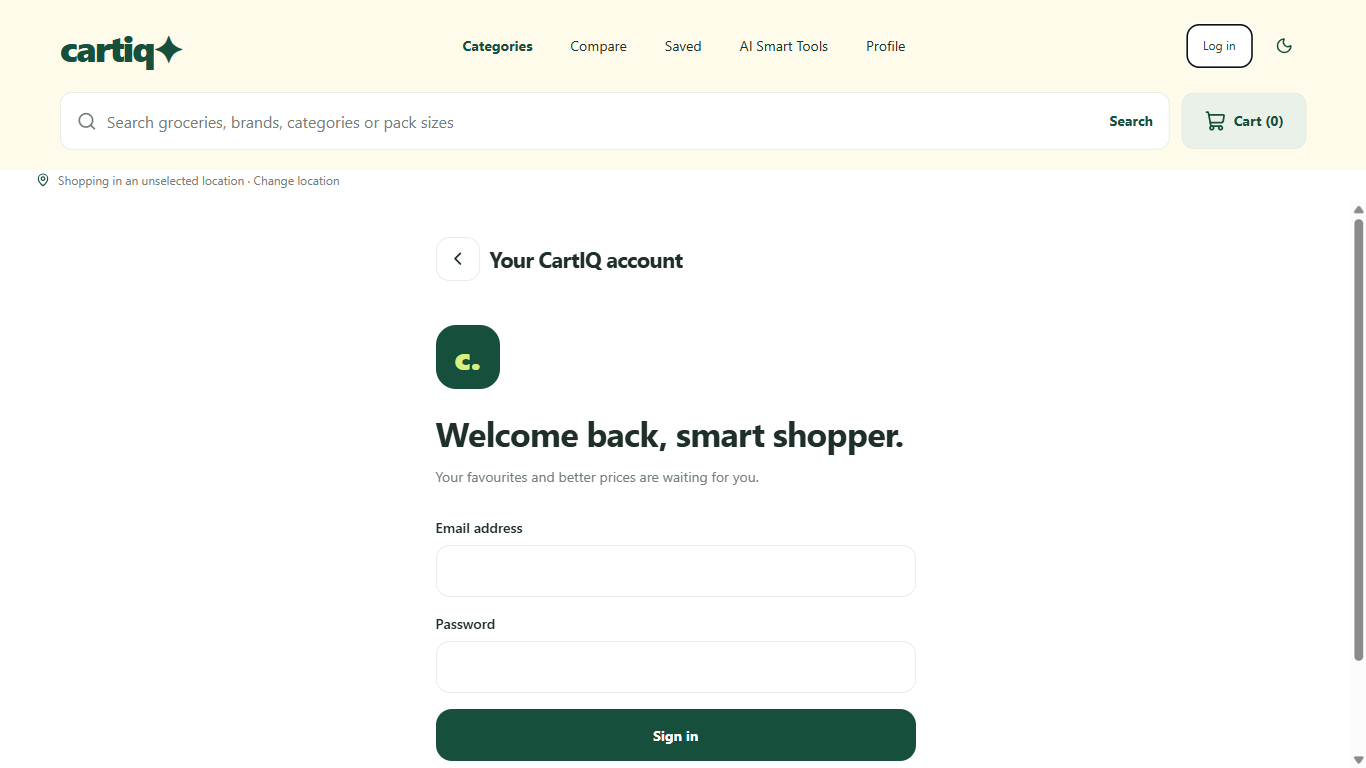 cartiq
Categories
Compare
Saved
AI Smart Tools
Profile
Log in
Search groceries, brands, categories or pack sizes
Search
Cart (0)
Shopping in an unselected location · Change location
Your CartIQ account
c.
Welcome back, smart shopper.
Your favourites and better prices are waiting for you.
Email address
Password
Sign in